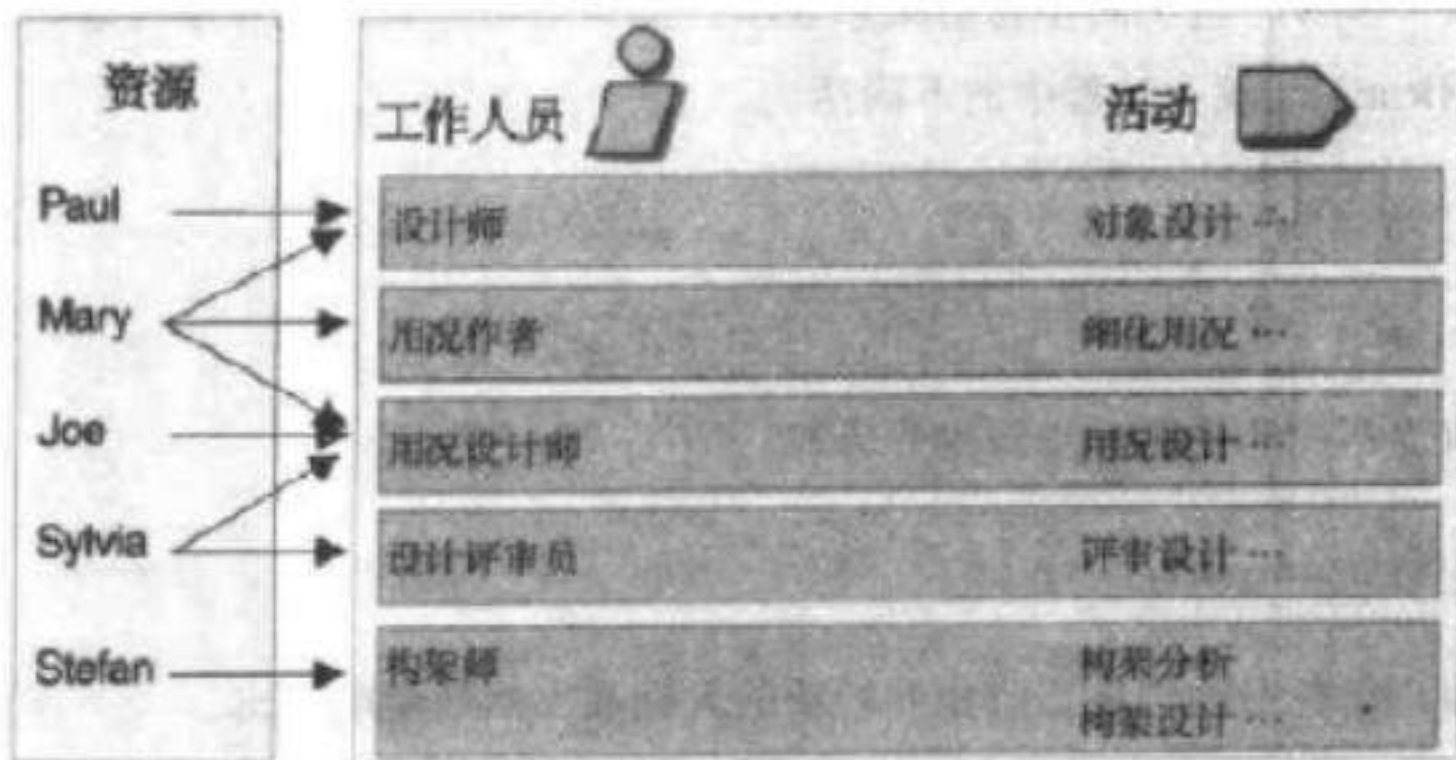 资源
工作人员
活动
Paul
设计师
对象设计 …
Mary
用况作者
细化用况 …
Joe
用况设计师
用况设计 …
Sylvia
设计评审员
评审设计 …
Stefan
构架师
构架分析
构架设计 …